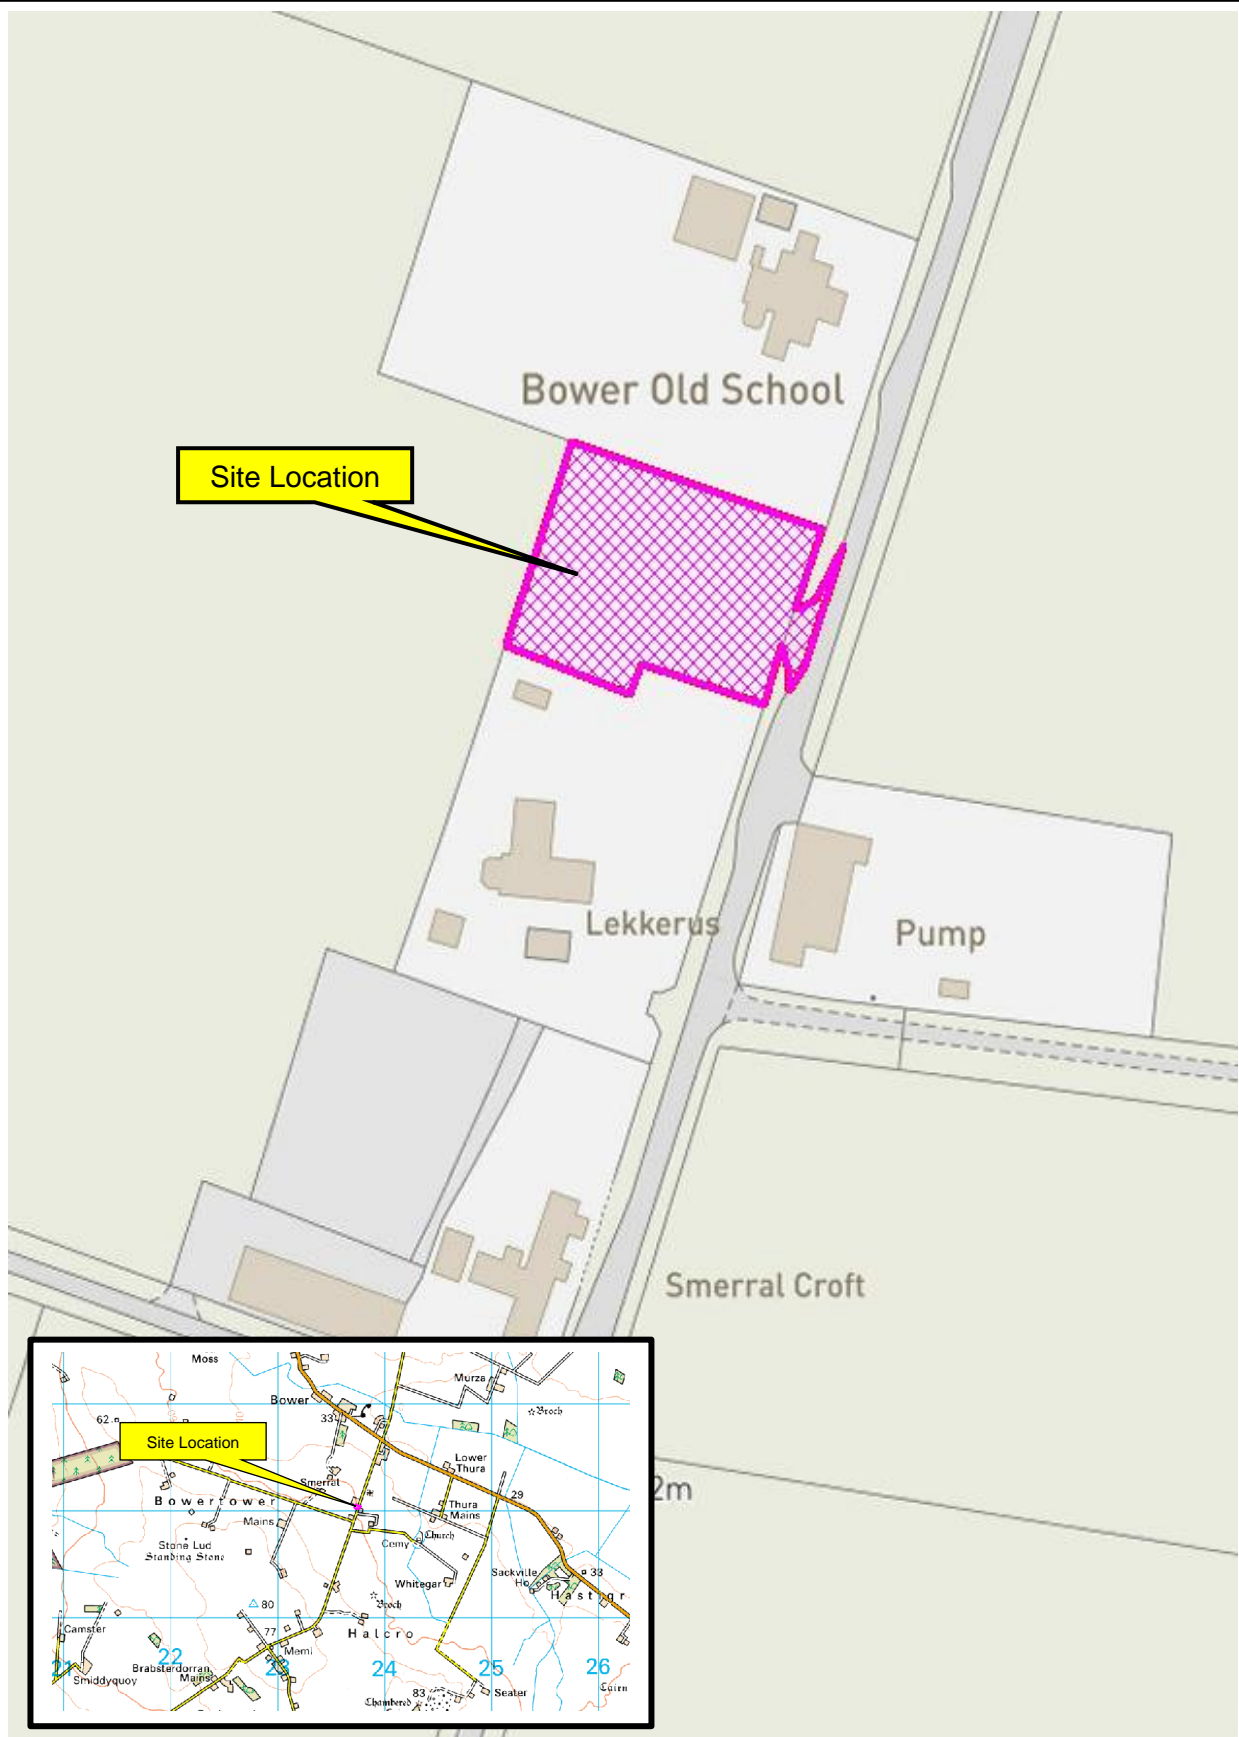 Bower Old School
Site Location
Lekkerus
Pump
Smerral Croft
2m
Moss
Murza
Bower
Broch
33
62
Site Location
Lower
Thura
Smerral
29
Bowertower
Thura
Mains
Mains
Church
Cemy
Stone Lud
Standing Stone
Sackville
Ho
33
Whitegar
Hastigr
Broch
80
Halcro
77
Camster
21
22
23
24
25
26
Brabsterdorran
Mains
Smiddyquoy
Seater
Cairn
83
Chambered